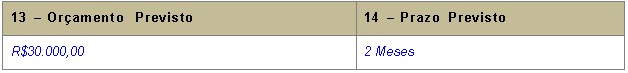 13 – Orçamento Previsto
14 – Prazo Previsto
R$30.000,00
2 Meses